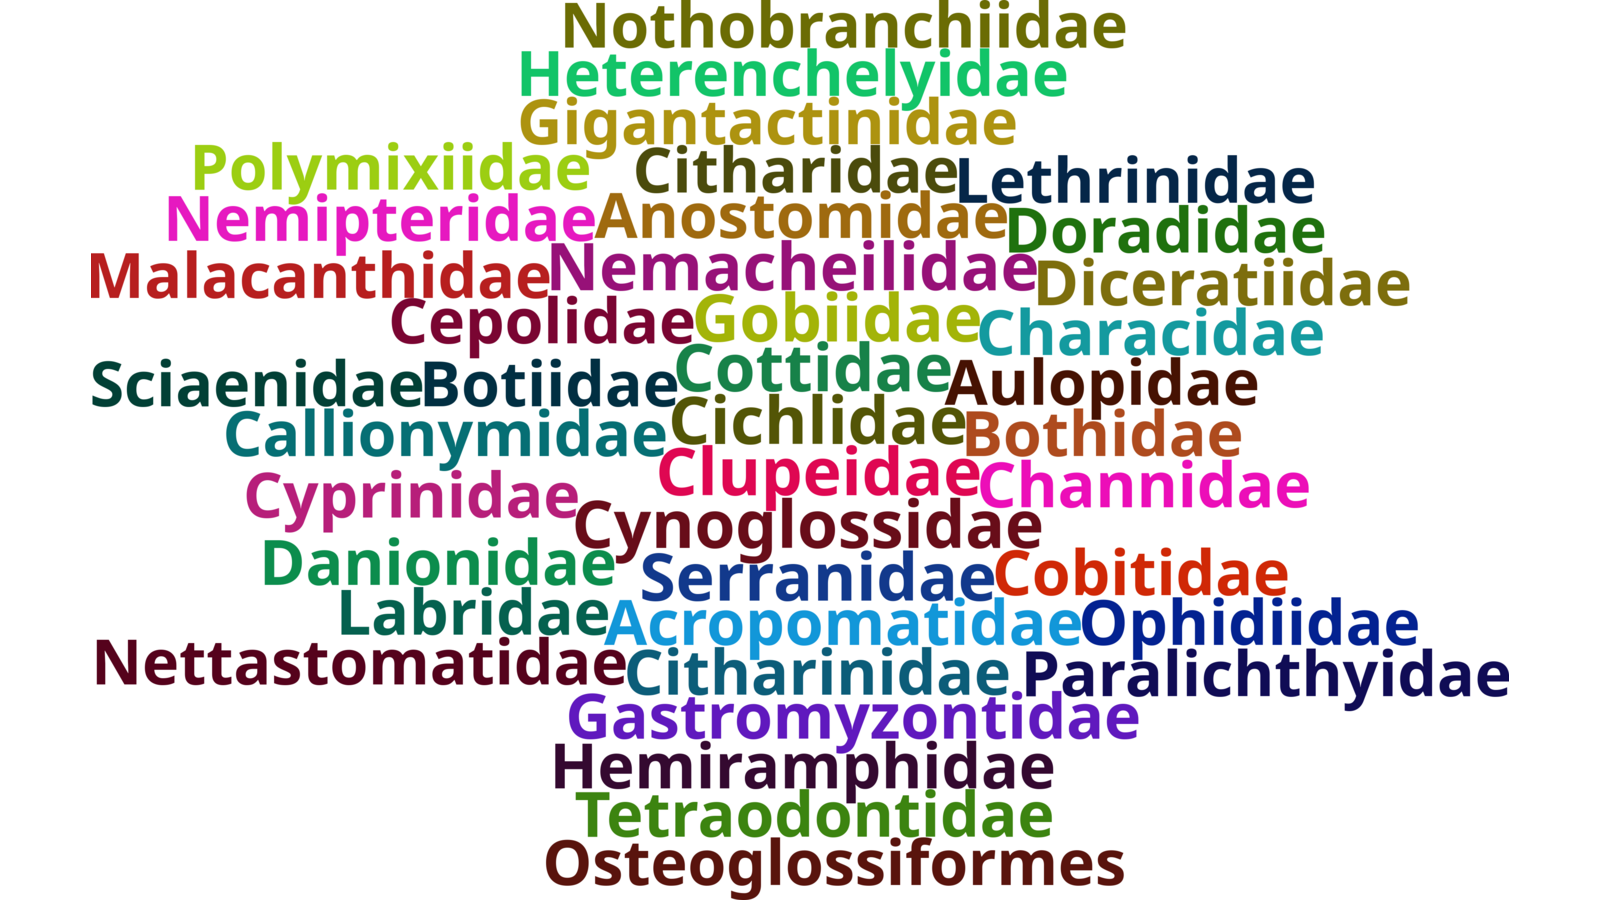 Nothobranchiidae
Heterenchelyidae
Gigantactinidae
Polymixiidae Citharidae Lethrinidae
Nemipteridae Anostomidae Doradidae
Malacanthidae Nemacheilidae Diceratiidae
Cepolidae Gobiidae Characidae
Sciaenidae Botiidae Cottidae Aulopidae
Callionymidae Cichlidae Bothidae
Cyprinidae Clupeidae Channidae
Cynoglossidae
Danionidae Serranidae Cobitidae
Labridae Acropomatidae Ophidiidae
Nettastomatidae Citharinidae Paralichthyidae
Gastromyzontidae
Hemiramphidae
Tetraodontidae
Osteoglossiformes